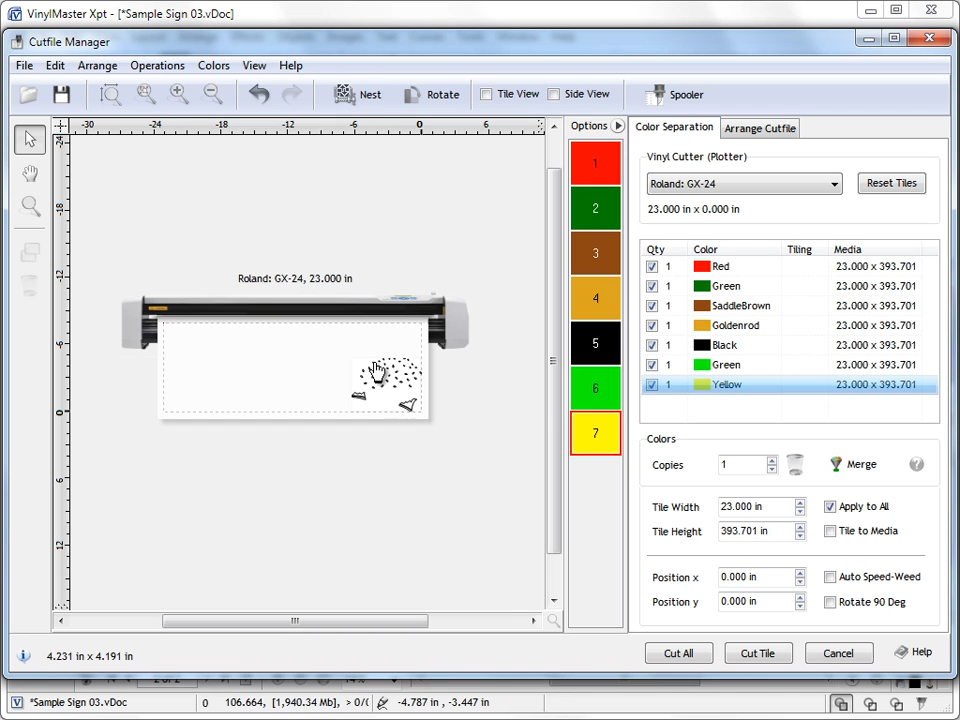 VinylMaster Xpt - [*Sample Sign 03.vDoc]
Cutfile Manager
File Edit Arrange Operations Colors View Help
Nest Rotate Tile View Side View Spooler
-30 -24 -18 -12 -6 0 6
-24
-18
-12
-6
0
6
12
Roland: GX-24, 23.000 in
Options
1
2
3
4
5
6
7
Color Separation Arrange Cutfile
Vinyl Cutter (Plotter)
Roland: GX-24 Reset Tiles
23.000 in x 0.000 in
Qty Color Tiling Media
1 Red 23.000 x 393.701
1 Green 23.000 x 393.701
1 SaddleBrown 23.000 x 393.701
1 Goldenrod 23.000 x 393.701
1 Black 23.000 x 393.701
1 Green 23.000 x 393.701
1 Yellow 23.000 x 393.701
Colors
Copies 1 Merge
Tile Width 23.000 in Apply to All
Tile Height 393.701 in Tile to Media
Position x 0.000 in Auto Speed-Weed
Position y 0.000 in Rotate 90 Deg
4.231 in x 4.191 in
Cut All Cut Tile Cancel Help
*Sample Sign 03.vDoc 0 106.664, [1,940.34 Mb], > 0/( -4.787 in , -3.447 in